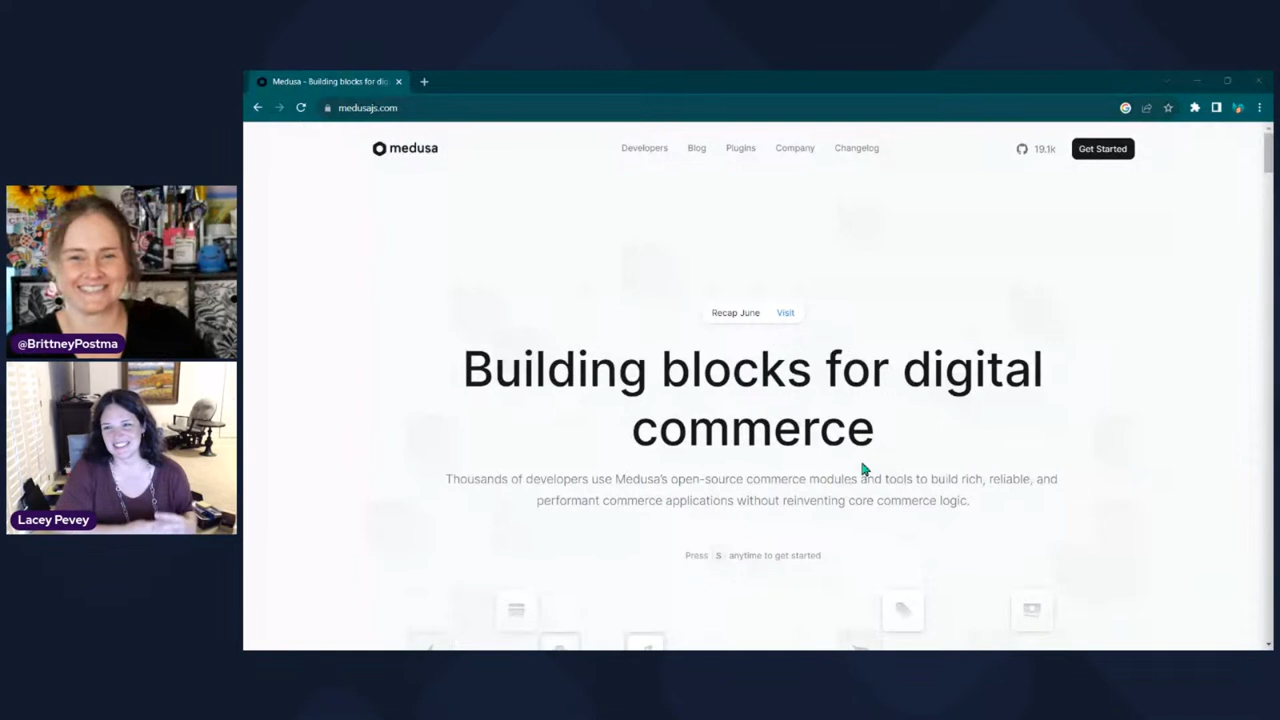 Medusa - Building blocks for dig
medusajs.com
medusa
Developers
Blog
Plugins
Company
Changelog
19.1k
Get Started
Recap June
Visit
Building blocks for digital
commerce
Thousands of developers use Medusa's open-source commerce modules and tools to build rich, reliable, and
performant commerce applications without reinventing core commerce logic.
Press S anytime to get started
@BrittneyPostma
Lacey Pevey